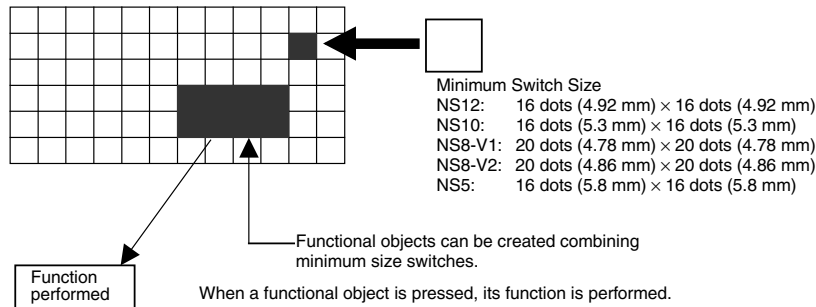 Minimum Switch Size
NS12: 16 dots (4.92 mm) × 16 dots (4.92 mm)
NS10: 16 dots (5.3 mm) × 16 dots (5.3 mm)
NS8-V1: 20 dots (4.78 mm) × 20 dots (4.78 mm)
NS8-V2: 20 dots (4.86 mm) × 20 dots (4.86 mm)
NS5: 16 dots (5.8 mm) × 16 dots (5.8 mm)
Functional objects can be created combining
minimum size switches.
Function
performed
When a functional object is pressed, its function is performed.